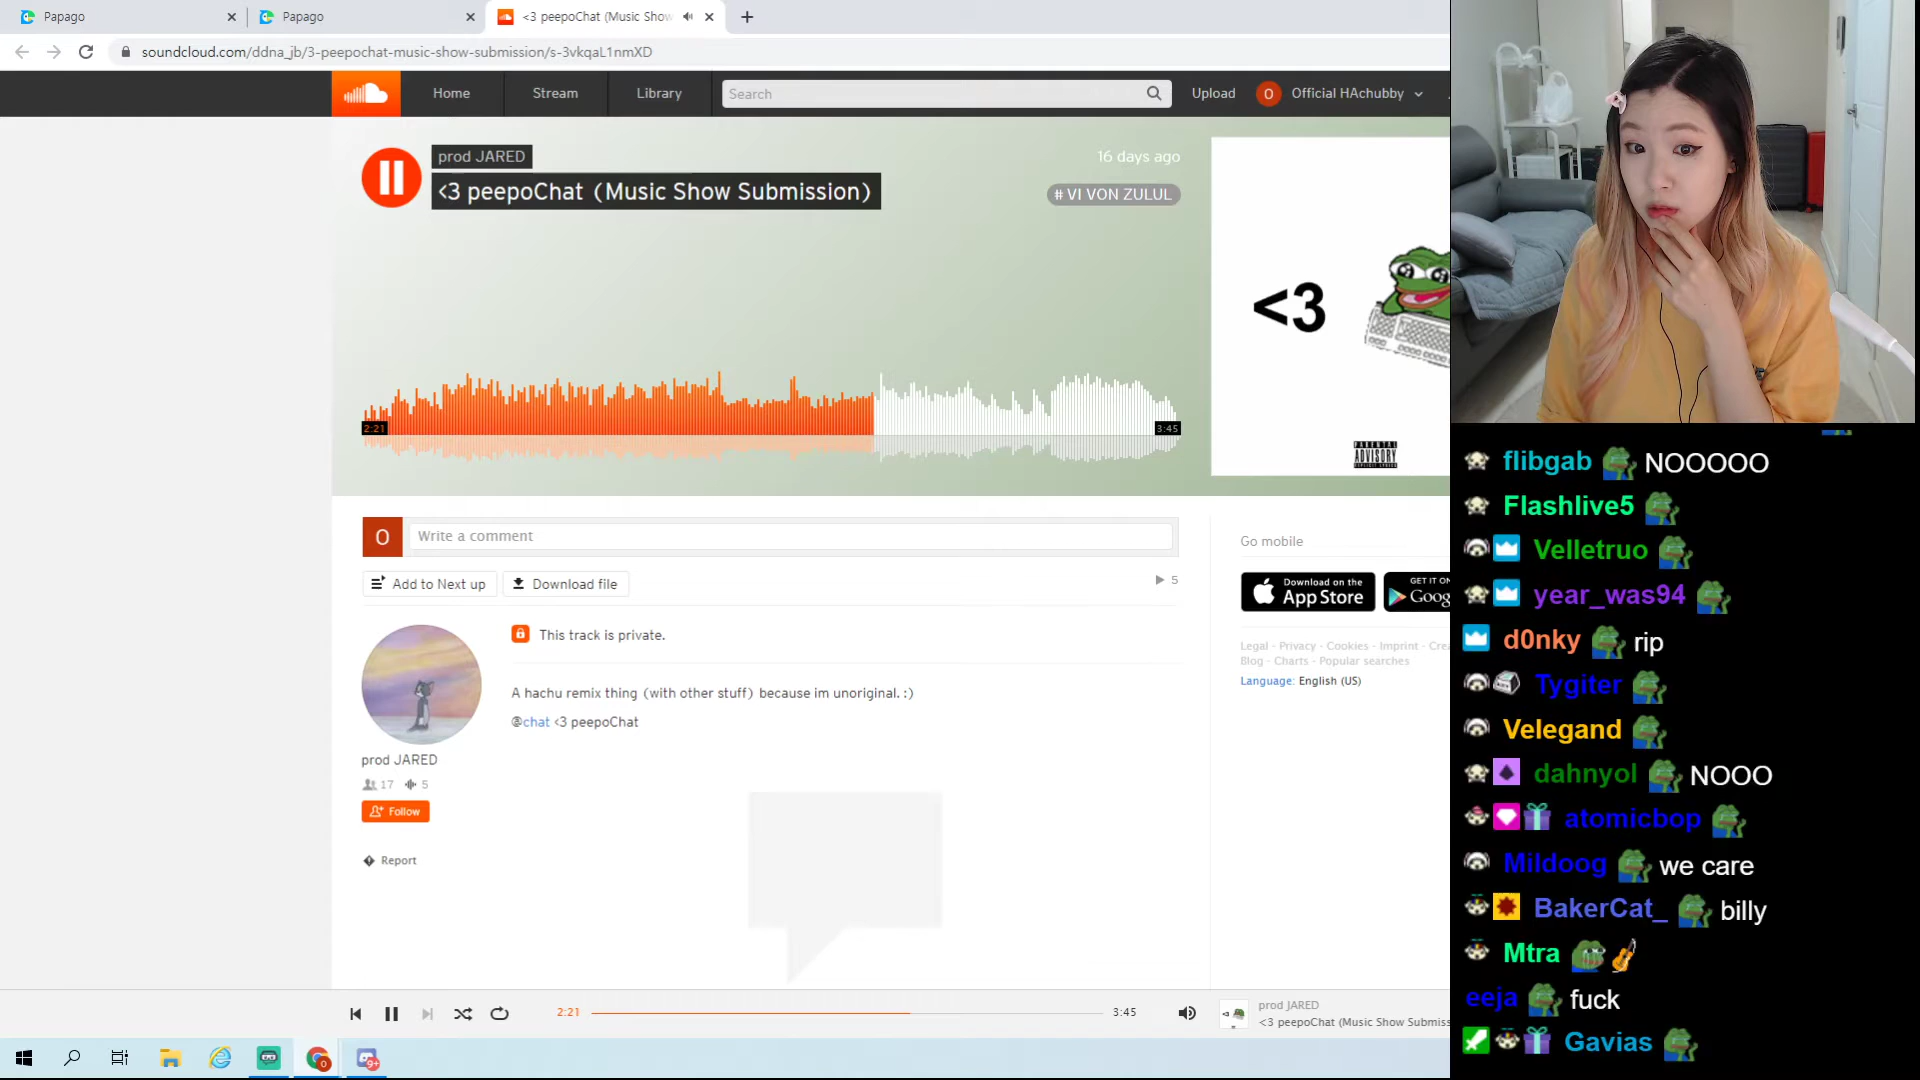 Papago
Papago
<3 peepoChat (Music Show
soundcloud.com/ddna_jb/3-peepochat-music-show-submission/s-3vkqaL1nmXD
Home
Stream
Library
Search
Upload
O
Official HAchubby
prod JARED
<3 peepoChat (Music Show Submission)
16 days ago
# VI VON ZULUL
2:21
3:45
<3
PARENTAL
ADVISORY
O
Write a comment
Add to Next up
Download file
5
This track is private.
A hachu remix thing (with other stuff) because im unoriginal. :)
@chat <3 peepoChat
prod JARED
17
5
Follow
Report
Go mobile
Download on the
App Store
GET IT ON
Goog
Legal - Privacy - Cookies - Imprint - Crea
Blog - Charts - Popular searches
Language: English (US)
2:21
3:45
prod JARED
<3 peepoChat (Music Show Submiss
9+
flibgab NOOOOO
Flashlive5
Velletruo
year_was94
d0nky rip
Tygiter
Velegand
dahnyol NOOO
atomicbop
Mildoog we care
BakerCat_ billy
Mtra
eeja fuck
Gavias